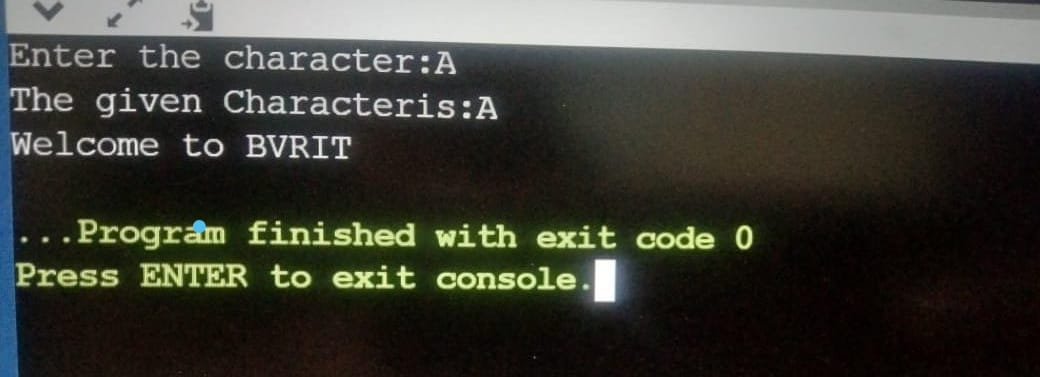 Enter the character:A
The given Characteris:A
Welcome to BVRIT
...Program finished with exit code 0
Press ENTER to exit console.